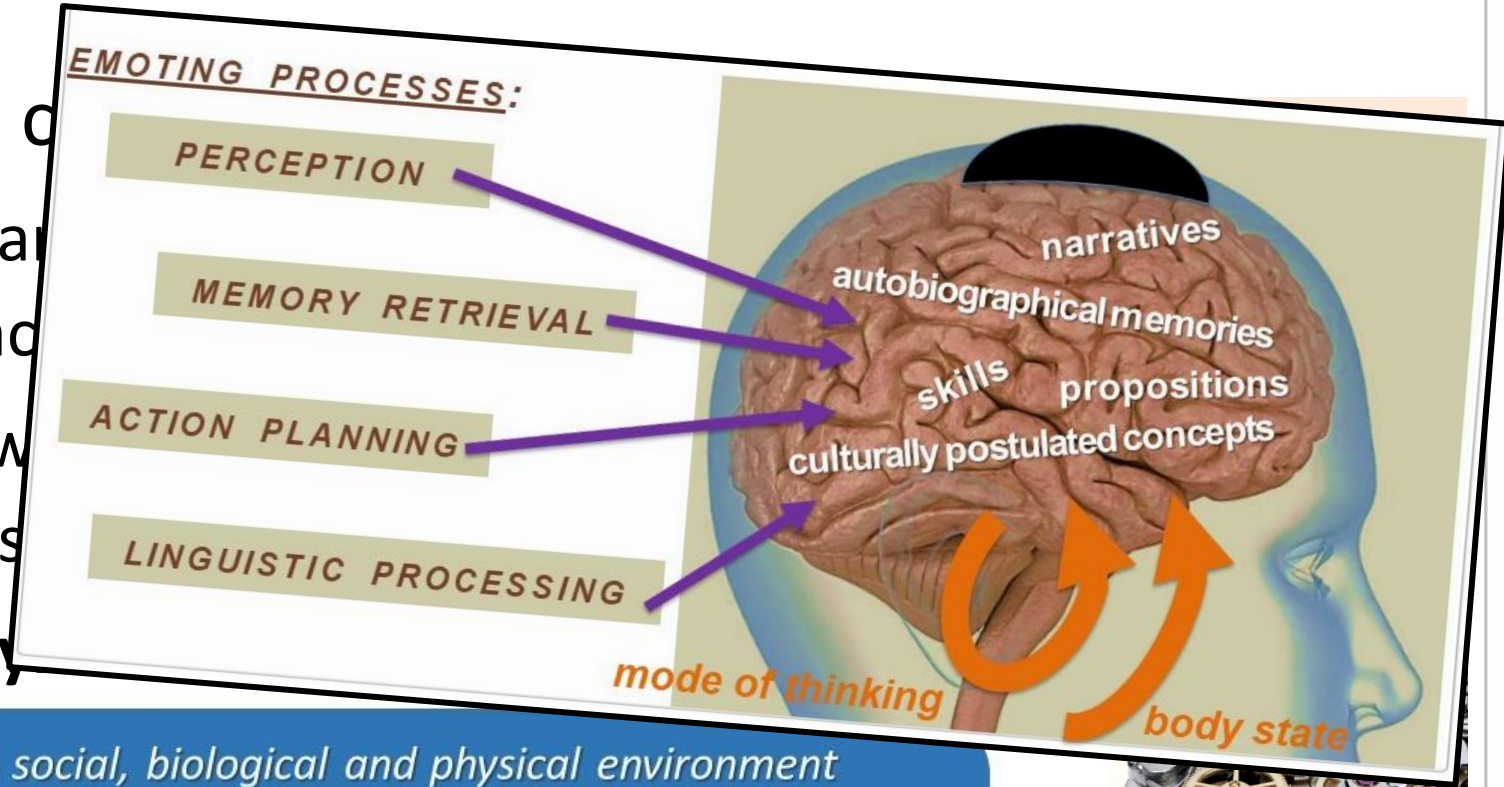 EMOTING PROCESSES:
PERCEPTION
MEMORY RETRIEVAL
ACTION PLANNING
LINGUISTIC PROCESSING
narratives
autobiographical memories
skills
propositions
culturally postulated concepts
mode of thinking
body state
social, biological and physical environment